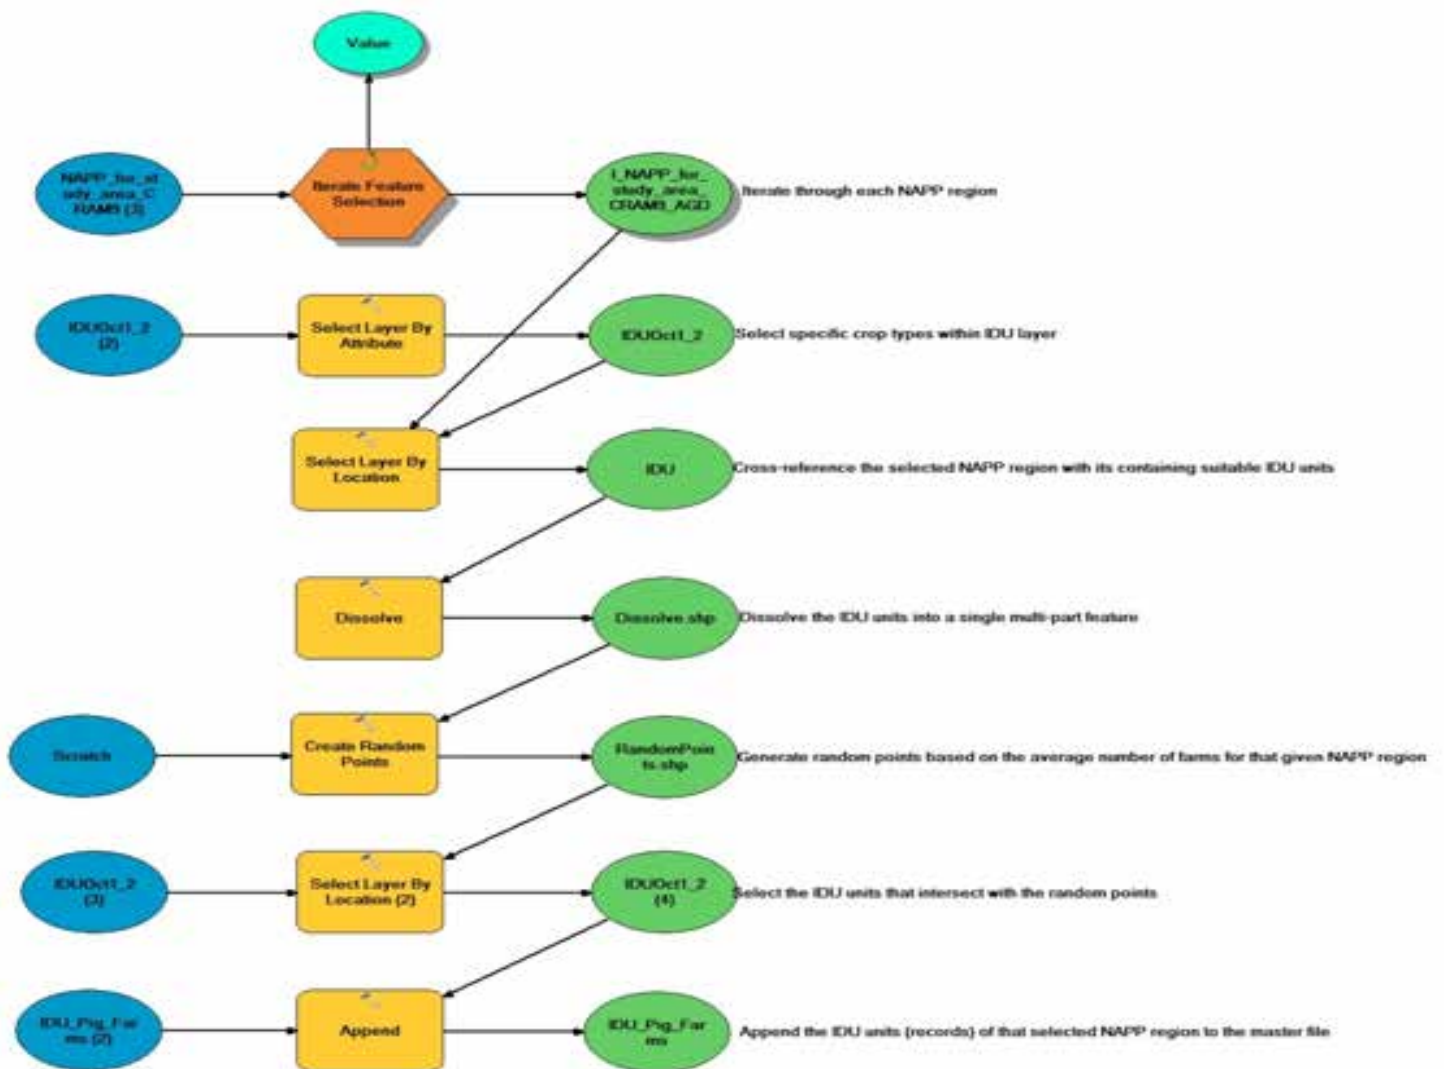 Value
NAPP_for_st
udy_area_C
RAMB (3)
Iterate Feature
Selection
I_NAPP_for_
study_area_
CRAMB_AGD
Iterate through each NAPP region
IDUOct1_2
(2)
Select Layer By
Attribute
IDUOct1_2
Select specific crop types within IDU layer
Select Layer By
Location
IDU
Cross-reference the selected NAPP region with its containing suitable IDU units
Dissolve
Dissolve.shp
Dissolve the IDU units into a single multi-part feature
Scratch
Create Random
Points
RandomPoin
ts.shp
Generate random points based on the average number of farms for that given NAPP region
IDUOct1_2
(3)
Select Layer By
Location (2)
IDUOct1_2
(4)
Select the IDU units that intersect with the random points
IDU_Pig_Far
ms (2)
Append
IDU_Pig_Far
ms
Append the IDU units (records) of that selected NAPP region to the master file